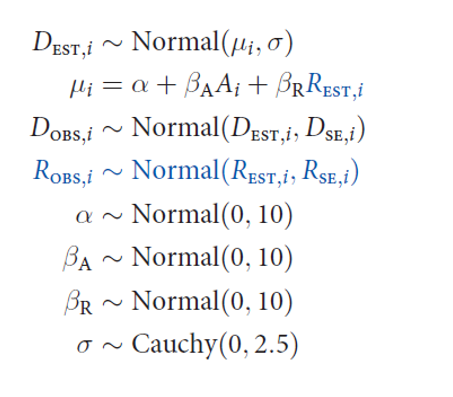 D_EST,i ~ Normal(μ_i, σ)
μ_i = α + β_A A_i + β_R R_EST,i
D_OBS,i ~ Normal(D_EST,i, D_SE,i)
R_OBS,i ~ Normal(R_EST,i, R_SE,i)
α ~ Normal(0, 10)
β_A ~ Normal(0, 10)
β_R ~ Normal(0, 10)
σ ~ Cauchy(0, 2.5)